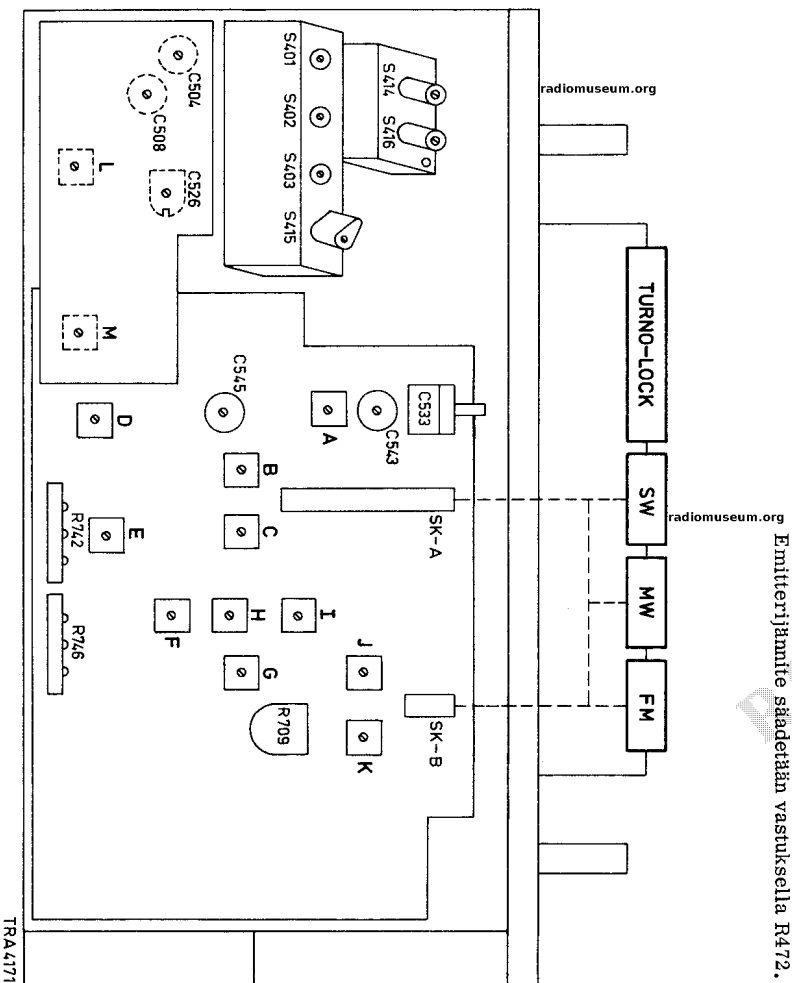 radiomuseum.org
S401
S402
S403
S415
S414
S416
C504
C508
L
C526
M
TURNO-LOCK
SW
MW
FM
radiomuseum.org
Emitterijännite säädetään vastuksella R472.
C545
A
C543
C533
D
B
C
SK-A
R742
E
R746
F
H
I
G
J
R709
K
SK-B
TRA4171